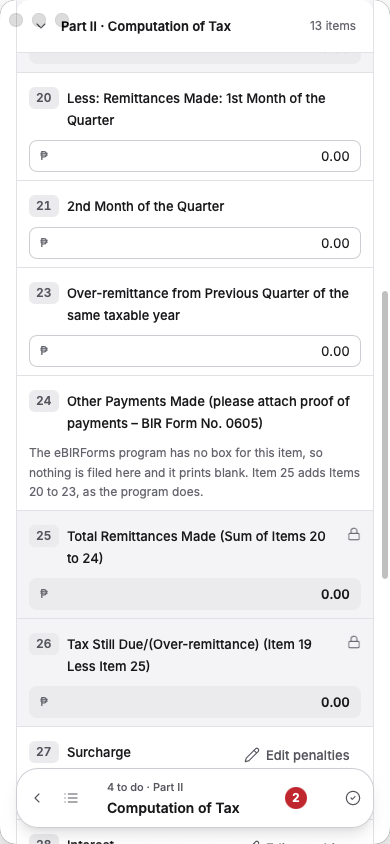 Part II · Computation of Tax
13 items
20
Less: Remittances Made: 1st Month of the
Quarter
₱
0.00
21
2nd Month of the Quarter
₱
0.00
23
Over-remittance from Previous Quarter of the
same taxable year
₱
0.00
24
Other Payments Made (please attach proof of
payments – BIR Form No. 0605)
The eBIRForms program has no box for this item, so
nothing is filed here and it prints blank. Item 25 adds Items
20 to 23, as the program does.
25
Total Remittances Made (Sum of Items 20
to 24)
₱
0.00
26
Tax Still Due/(Over-remittance) (Item 19
Less Item 25)
₱
0.00
27
Surcharge
Edit penalties
4 to do · Part II
Computation of Tax
2
28
Interest